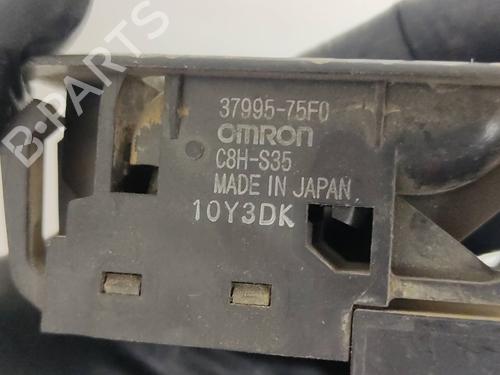 B-PARTS
37995-75F0
OMRON
C8H-S35
MADE IN JAPAN
10Y3DK